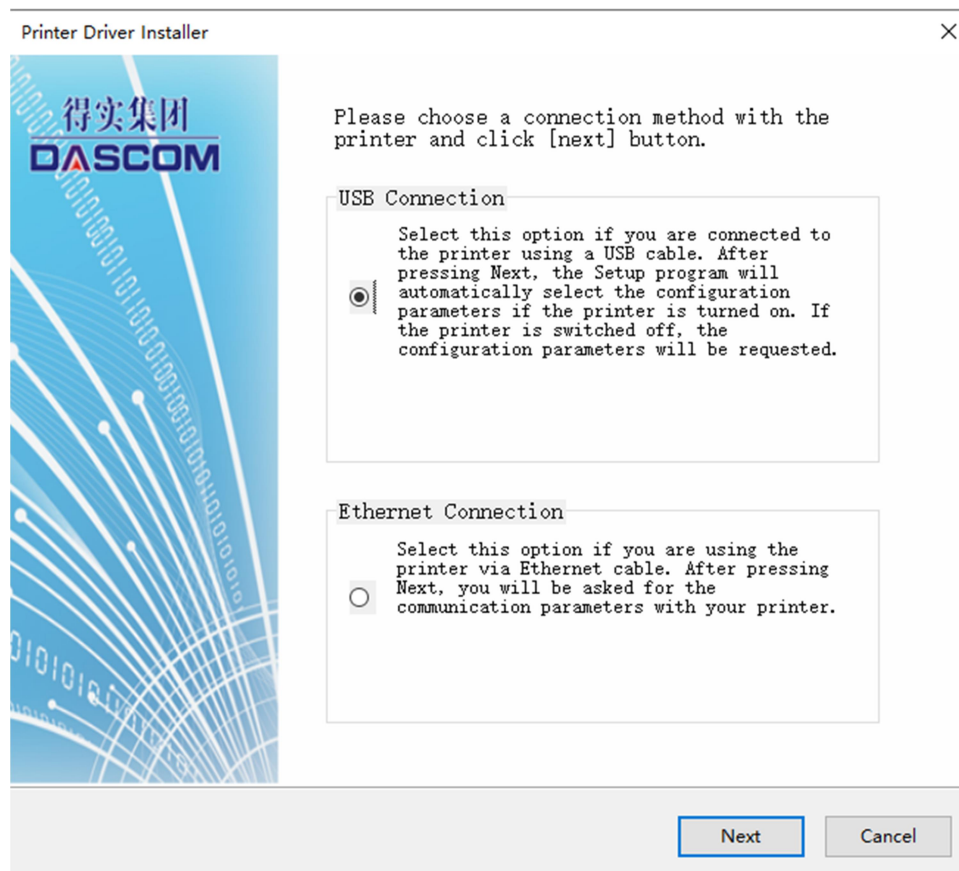 Printer Driver Installer
得实集团
DASCOM
Please choose a connection method with the
printer and click [next] button.
USB Connection
Select this option if you are connected to
the printer using a USB cable. After
pressing Next, the Setup program will
automatically select the configuration
parameters if the printer is turned on. If
the printer is switched off, the
configuration parameters will be requested.
Ethernet Connection
Select this option if you are using the
printer via Ethernet cable. After pressing
Next, you will be asked for the
communication parameters with your printer.
Next
Cancel